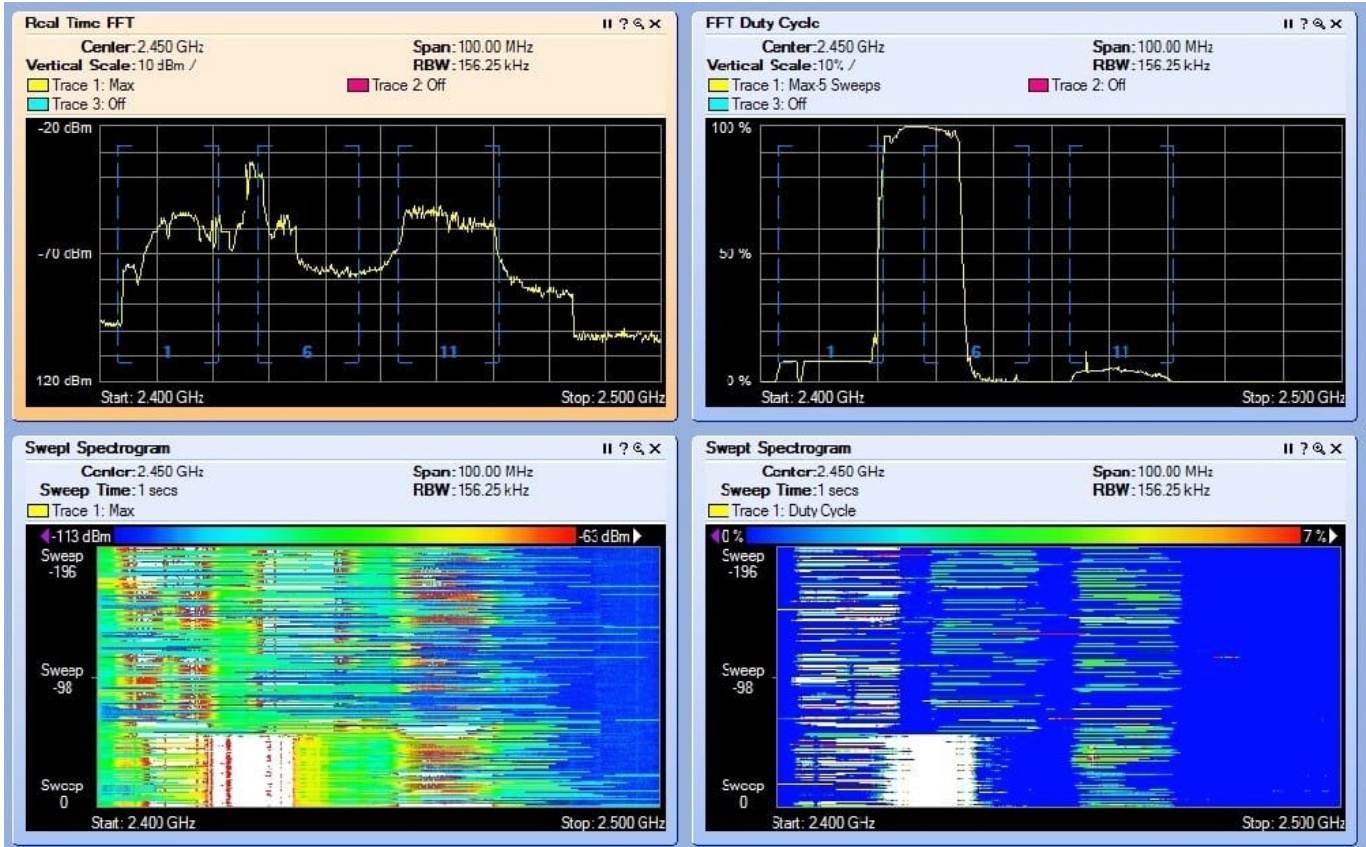 Real Time FFT
Center: 2.450 GHz Span: 100.00 MHz
Vertical Scale: 10 dBm / RBW: 156.25 kHz
Trace 1: Max Trace 2: Off
Trace 3: Off
-20 dBm
-70 dBm
120 dBm
1 6 11
Start: 2.400 GHz Stop: 2.500 GHz
FFT Duty Cycle
Center: 2.450 GHz Span: 100.00 MHz
Vertical Scale: 10% / RBW: 156.25 kHz
Trace 1: Max-5 Sweeps Trace 2: Off
Trace 3: Off
100 %
50 %
0 %
1 6 11
Start: 2.400 GHz Stop: 2.500 GHz
Swept Spectrogram
Center: 2.450 GHz Span: 100.00 MHz
Sweep Time: 1 secs RBW: 156.25 kHz
Trace 1: Max
-113 dBm -63 dBm
Sweep
-196
Sweep
-98
Sweep
0
Start: 2.400 GHz Stop: 2.500 GHz
Swept Spectrogram
Center: 2.450 GHz Span: 100.00 MHz
Sweep Time: 1 secs RBW: 156.25 kHz
Trace 1: Duty Cycle
0 % 7 %
Sweep
-196
Sweep
-98
Sweep
0
Start: 2.400 GHz Stop: 2.500 GHz